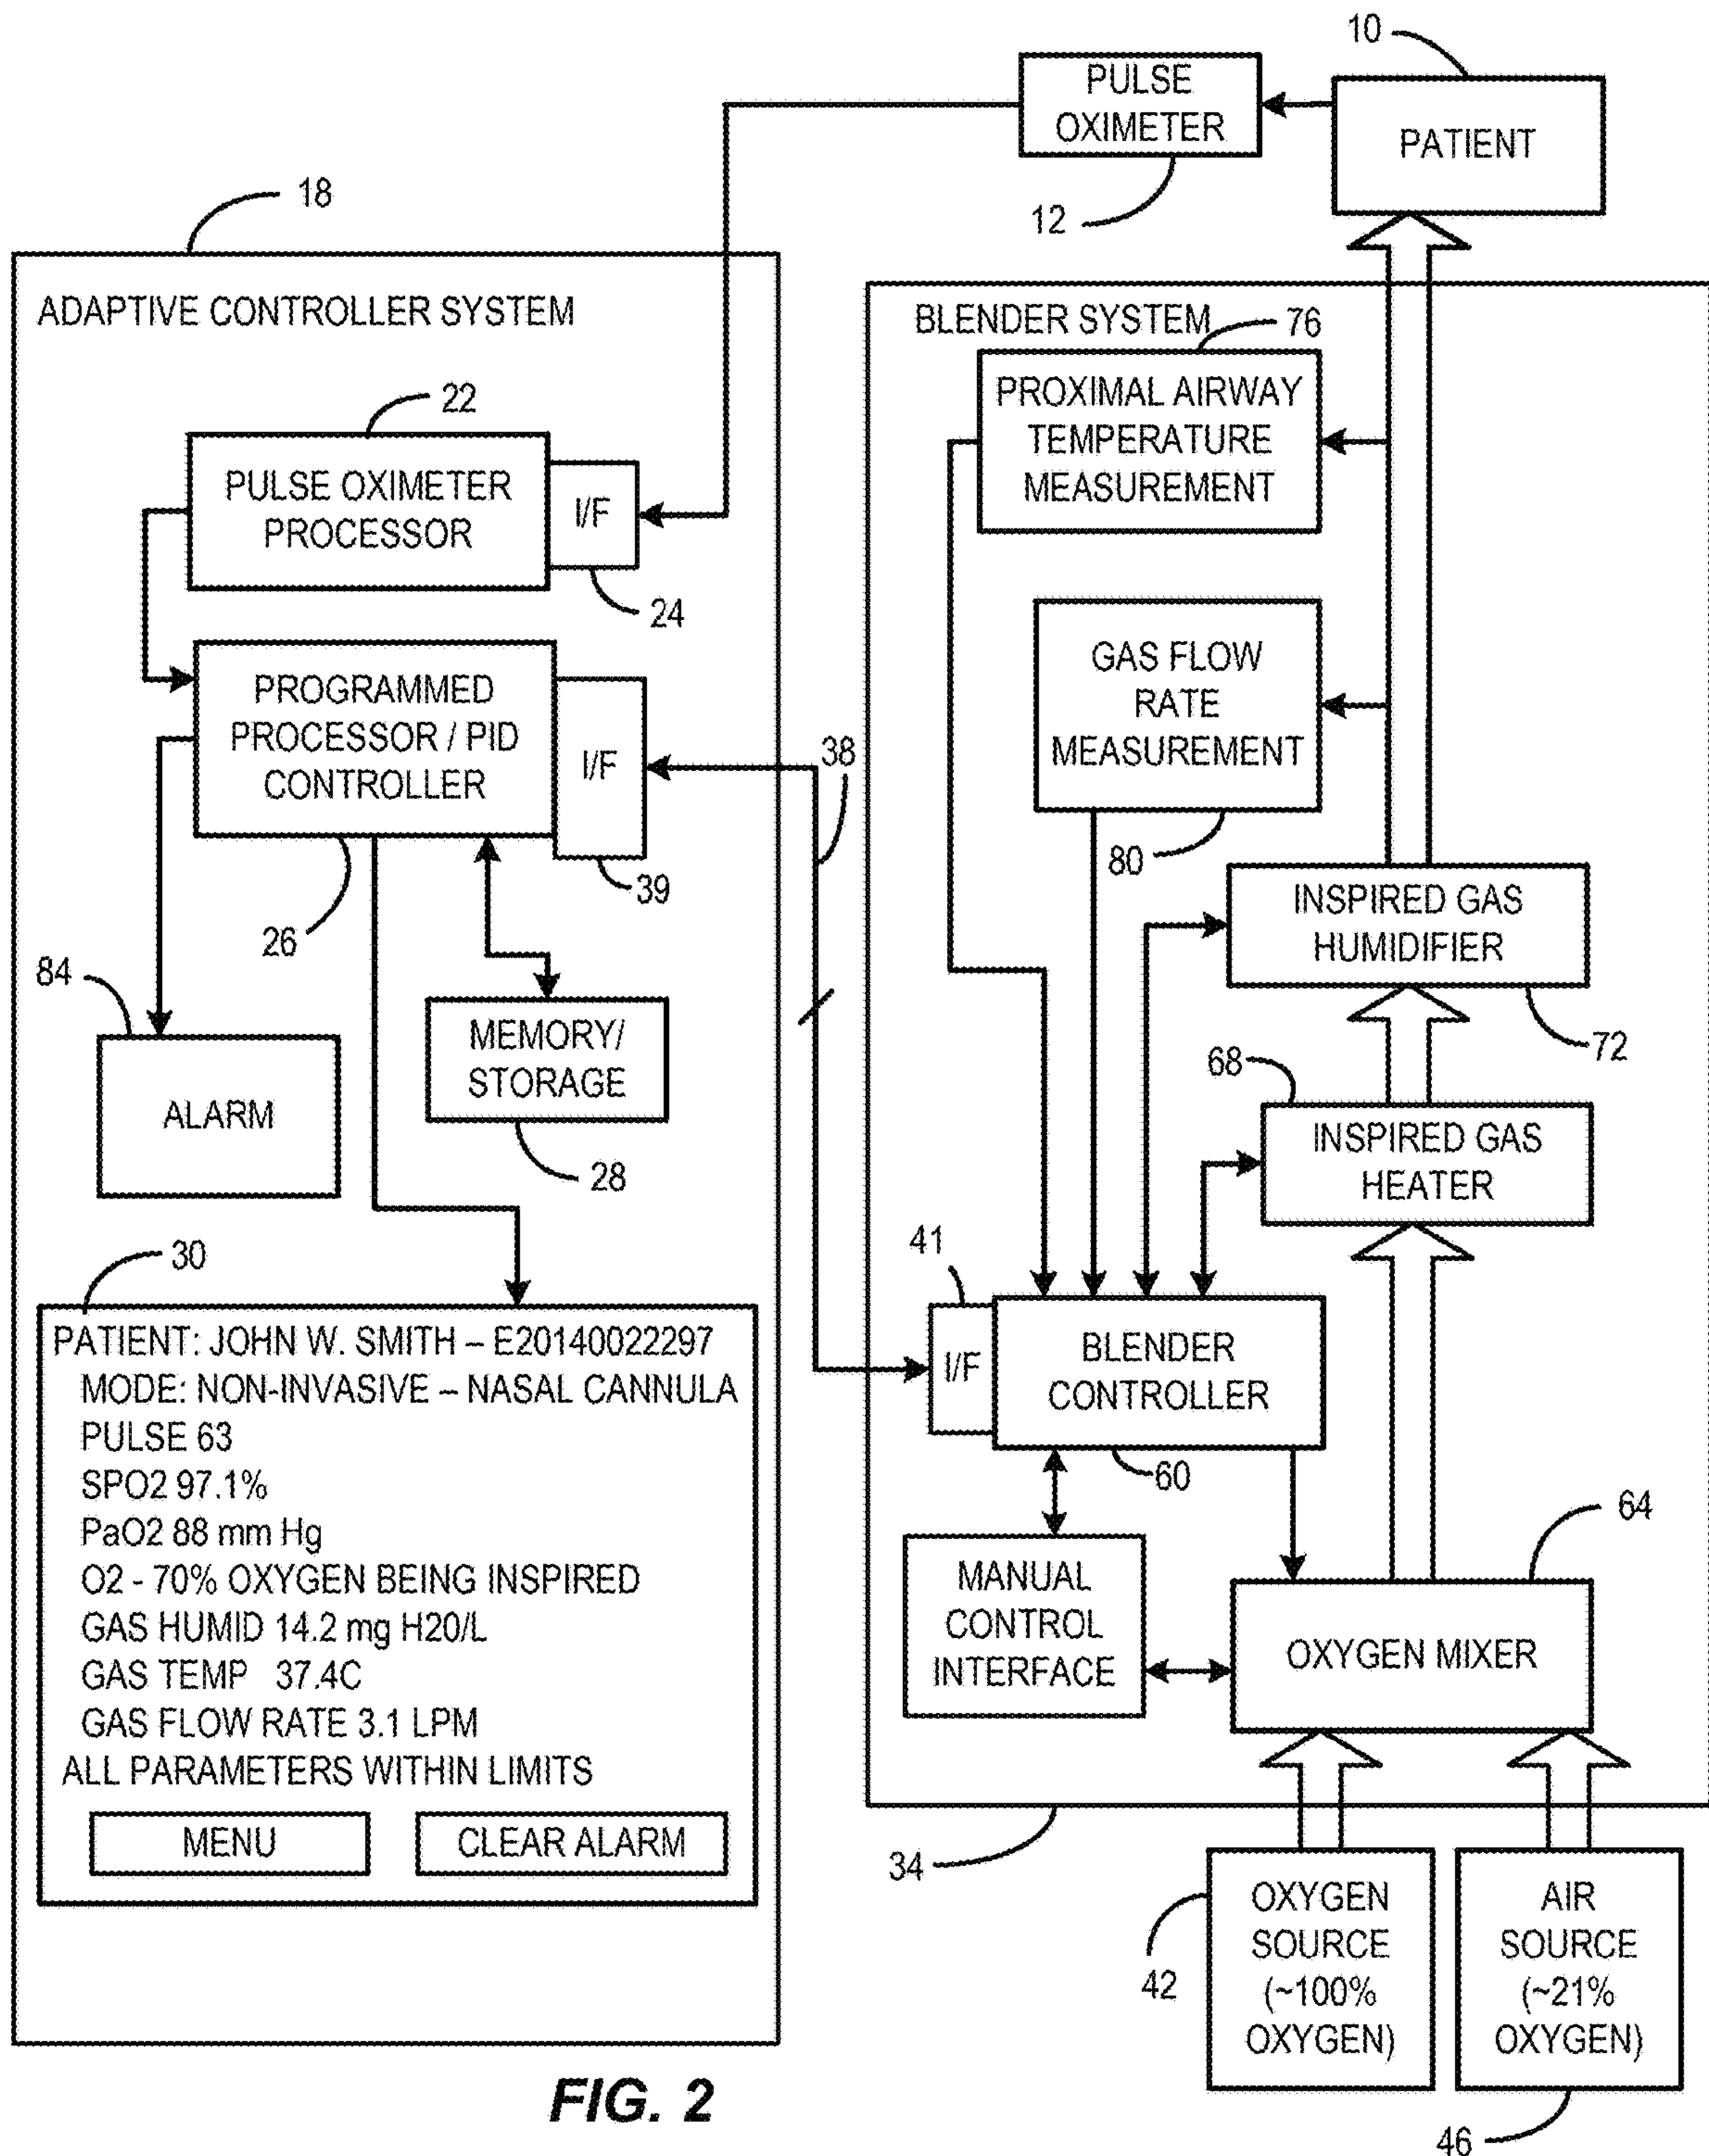 10
PULSE
OXIMETER
PATIENT
12
18
ADAPTIVE CONTROLLER SYSTEM
22
PULSE OXIMETER
PROCESSOR
I/F
24
PROGRAMMED
PROCESSOR / PID
CONTROLLER
I/F
26
39
38
84
ALARM
MEMORY/
STORAGE
28
30
PATIENT: JOHN W. SMITH – E20140022297
MODE: NON-INVASIVE – NASAL CANNULA
PULSE 63
SPO2 97.1%
PaO2 88 mm Hg
O2 - 70% OXYGEN BEING INSPIRED
GAS HUMID 14.2 mg H20/L
GAS TEMP 37.4C
GAS FLOW RATE 3.1 LPM
ALL PARAMETERS WITHIN LIMITS
MENU
CLEAR ALARM
BLENDER SYSTEM
76
PROXIMAL AIRWAY
TEMPERATURE
MEASUREMENT
GAS FLOW
RATE
MEASUREMENT
80
INSPIRED GAS
HUMIDIFIER
72
68
INSPIRED GAS
HEATER
41
I/F
BLENDER
CONTROLLER
60
64
MANUAL
CONTROL
INTERFACE
OXYGEN MIXER
34
42
OXYGEN
SOURCE
(~100%
OXYGEN)
AIR
SOURCE
(~21%
OXYGEN)
46
FIG. 2